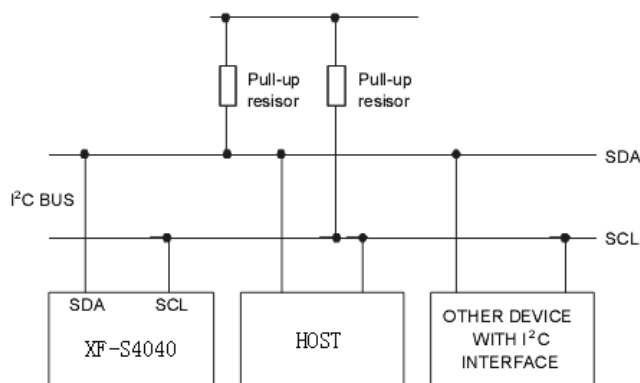 Pull-up
resisor
Pull-up
resisor
SDA
I²C BUS
SCL
SDA SCL
XF-S4040
HOST
OTHER DEVICE
WITH I²C
INTERFACE